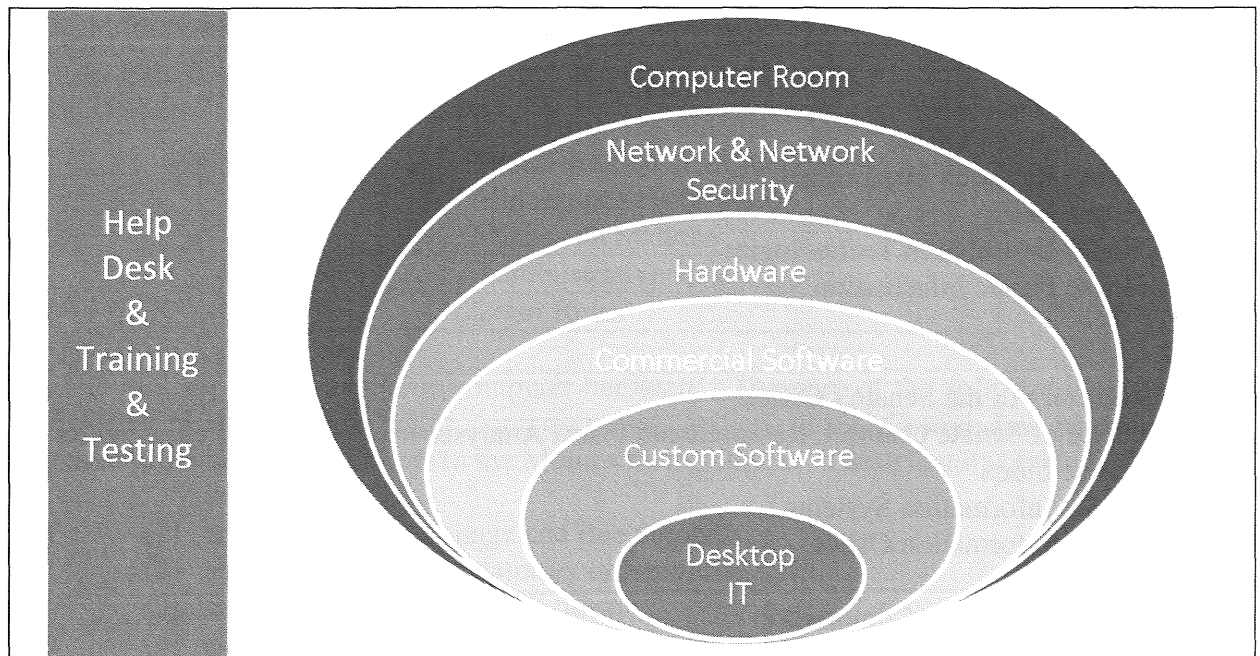 Help
Desk
&
Training
&
Testing
Computer Room
Network & Network
Security
Hardware
Commercial Software
Custom Software
Desktop
IT